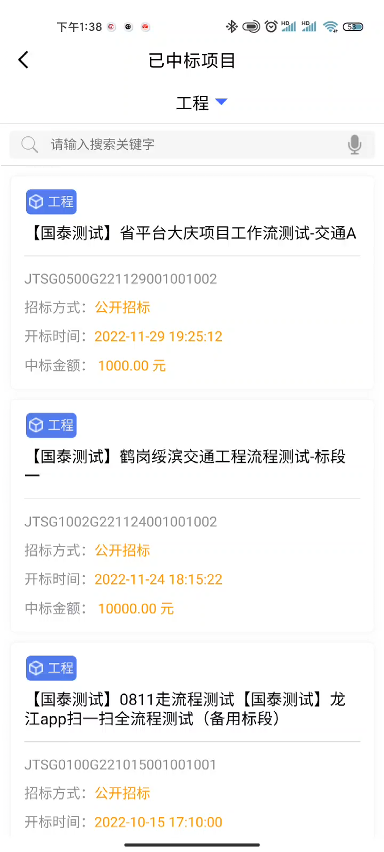 下午1:38
53
已中标项目
工程
请输入搜索关键字
工程
【国泰测试】省平台大庆项目工作流测试-交通A
JTSG0500G221129001001002
招标方式：公开招标
开标时间：2022-11-29 19:25:12
中标金额： 1000.00 元
工程
【国泰测试】鹤岗绥滨交通工程流程测试-标段
一
JTSG1002G221124001001002
招标方式：公开招标
开标时间：2022-11-24 18:15:22
中标金额： 10000.00 元
工程
【国泰测试】0811走流程测试【国泰测试】龙
江app扫一扫全流程测试（备用标段）
JTSG0100G221015001001001
招标方式：公开招标
开标时间：2022-10-15 17:10:00